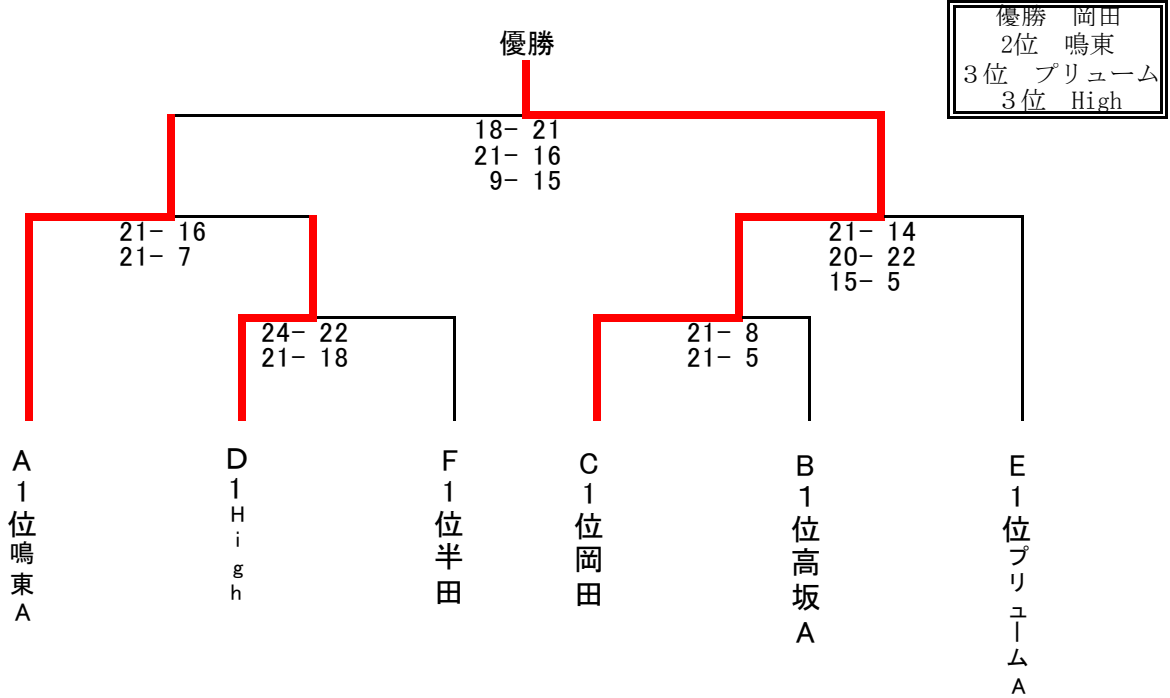 優勝　岡田
2位　鳴東
３位　プリューム
３位　High
優勝
18− 21
21− 16
9− 15
21− 16
21− 7
21− 14
20− 22
15− 5
24− 22
21− 18
21− 8
21− 5
A1位鳴東A
D1High
F1位半田
C1位岡田
B1位高坂A
E1位プリュームA